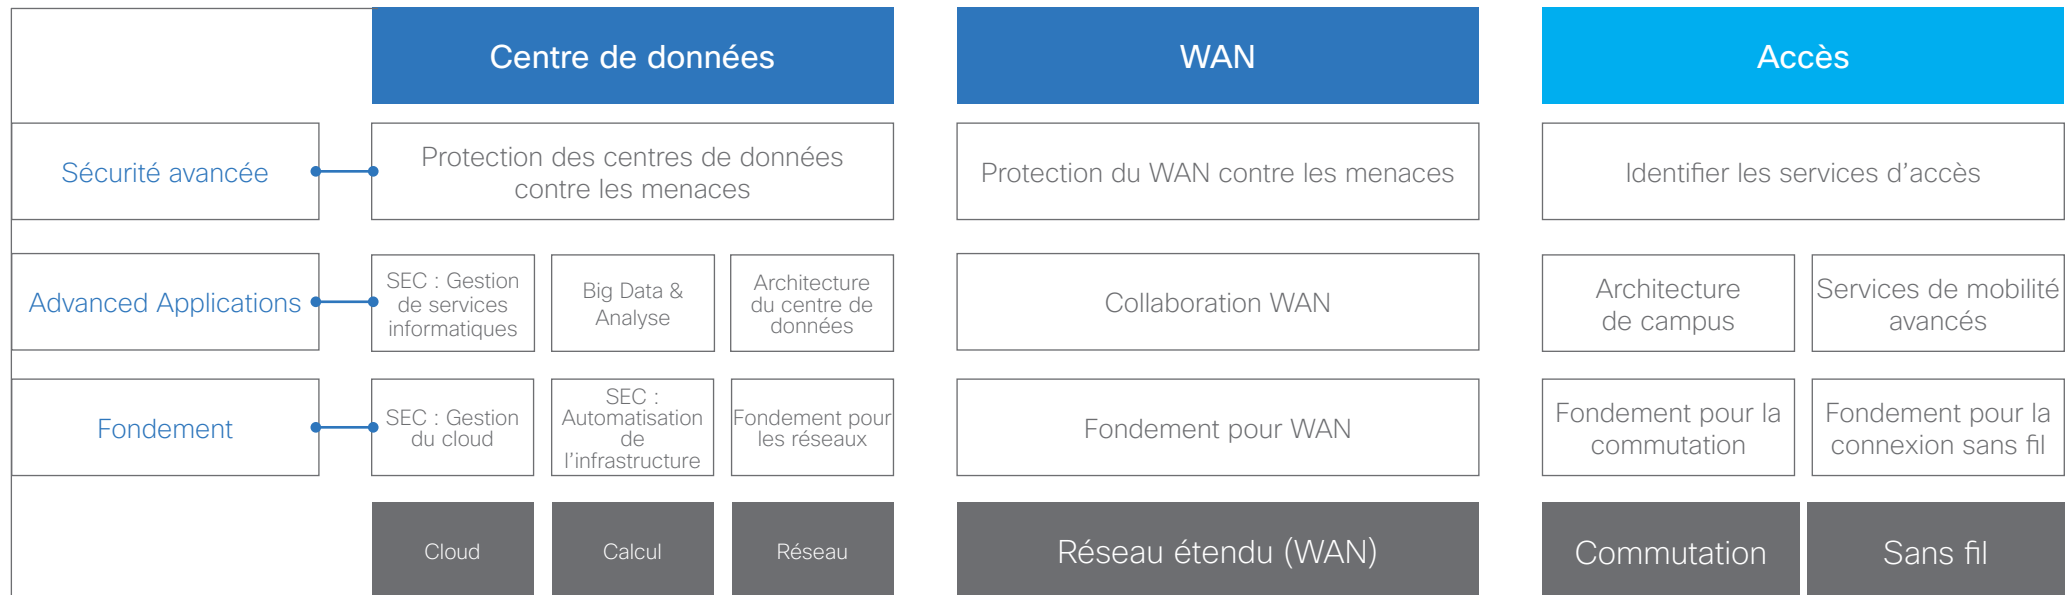 Centre de données
WAN
Accès
Sécurité avancée
Protection des centres de données
contre les menaces
Protection du WAN contre les menaces
Identifier les services d’accès
Advanced Applications
SEC : Gestion
de services
informatiques
Big Data &
Analyse
Architecture
du centre de
données
Collaboration WAN
Architecture
de campus
Services de mobilité
avancés
Fondement
SEC : Gestion
du cloud
SEC :
Automatisation
de
l’infrastructure
Fondement pour
les réseaux
Fondement pour WAN
Fondement pour la
commutation
Fondement pour la
connexion sans fil
Cloud
Calcul
Réseau
Réseau étendu (WAN)
Commutation
Sans fil